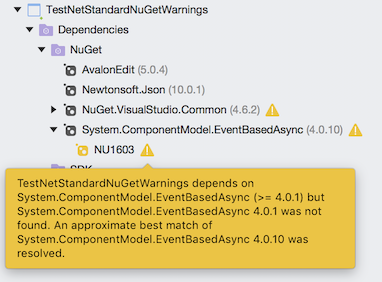 TestNetStandardNuGetWarnings
Dependencies
NuGet
AvalonEdit (5.0.4)
Newtonsoft.Json (10.0.1)
NuGet.VisualStudio.Common (4.6.2)
System.ComponentModel.EventBasedAsync (4.0.10)
NU1603
SDK
TestNetStandardNuGetWarnings depends on
System.ComponentModel.EventBasedAsync (>= 4.0.1) but
System.ComponentModel.EventBasedAsync 4.0.1 was not
found. An approximate best match of
System.ComponentModel.EventBasedAsync 4.0.10 was
resolved.